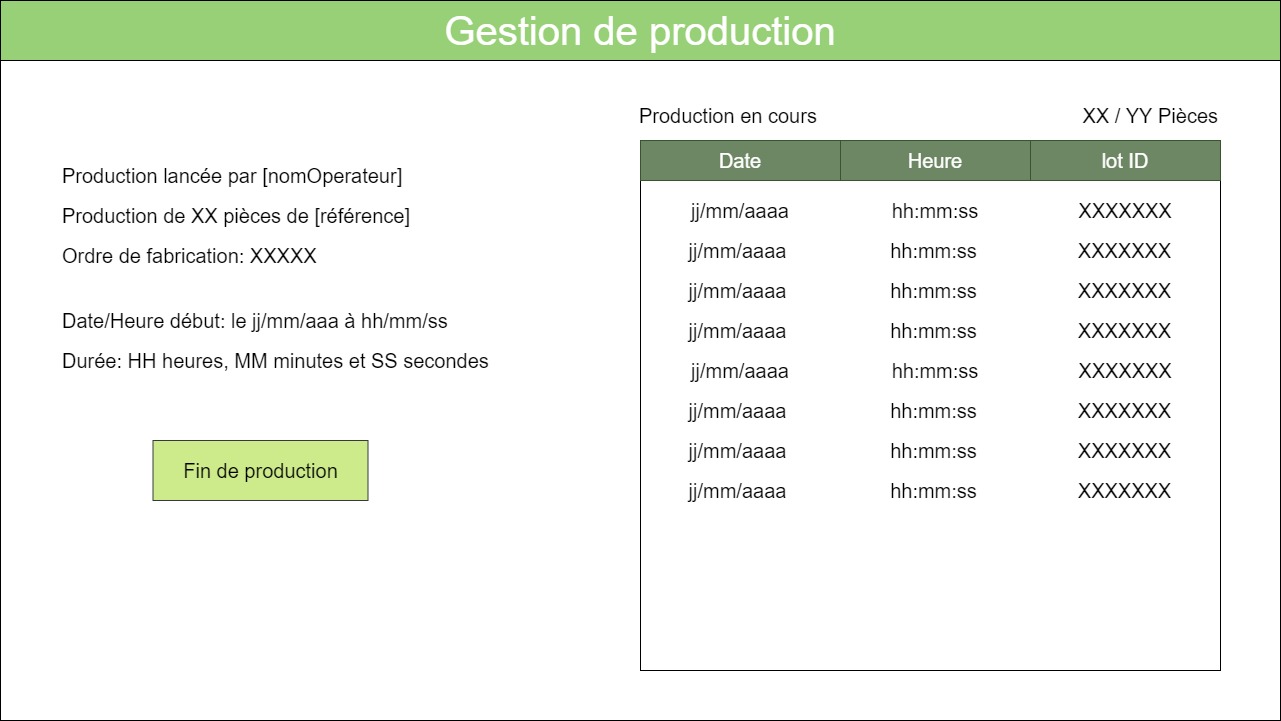 Gestion de production
Production lancée par [nomOperateur]
Production de XX pièces de [référence]
Ordre de fabrication: XXXXX
Date/Heure début: le jj/mm/aaa à hh/mm/ss
Durée: HH heures, MM minutes et SS secondes
Fin de production
Production en cours XX / YY Pièces
Date Heure lot ID
jj/mm/aaaa hh:mm:ss XXXXXXX
jj/mm/aaaa hh:mm:ss XXXXXXX
jj/mm/aaaa hh:mm:ss XXXXXXX
jj/mm/aaaa hh:mm:ss XXXXXXX
jj/mm/aaaa hh:mm:ss XXXXXXX
jj/mm/aaaa hh:mm:ss XXXXXXX
jj/mm/aaaa hh:mm:ss XXXXXXX
jj/mm/aaaa hh:mm:ss XXXXXXX